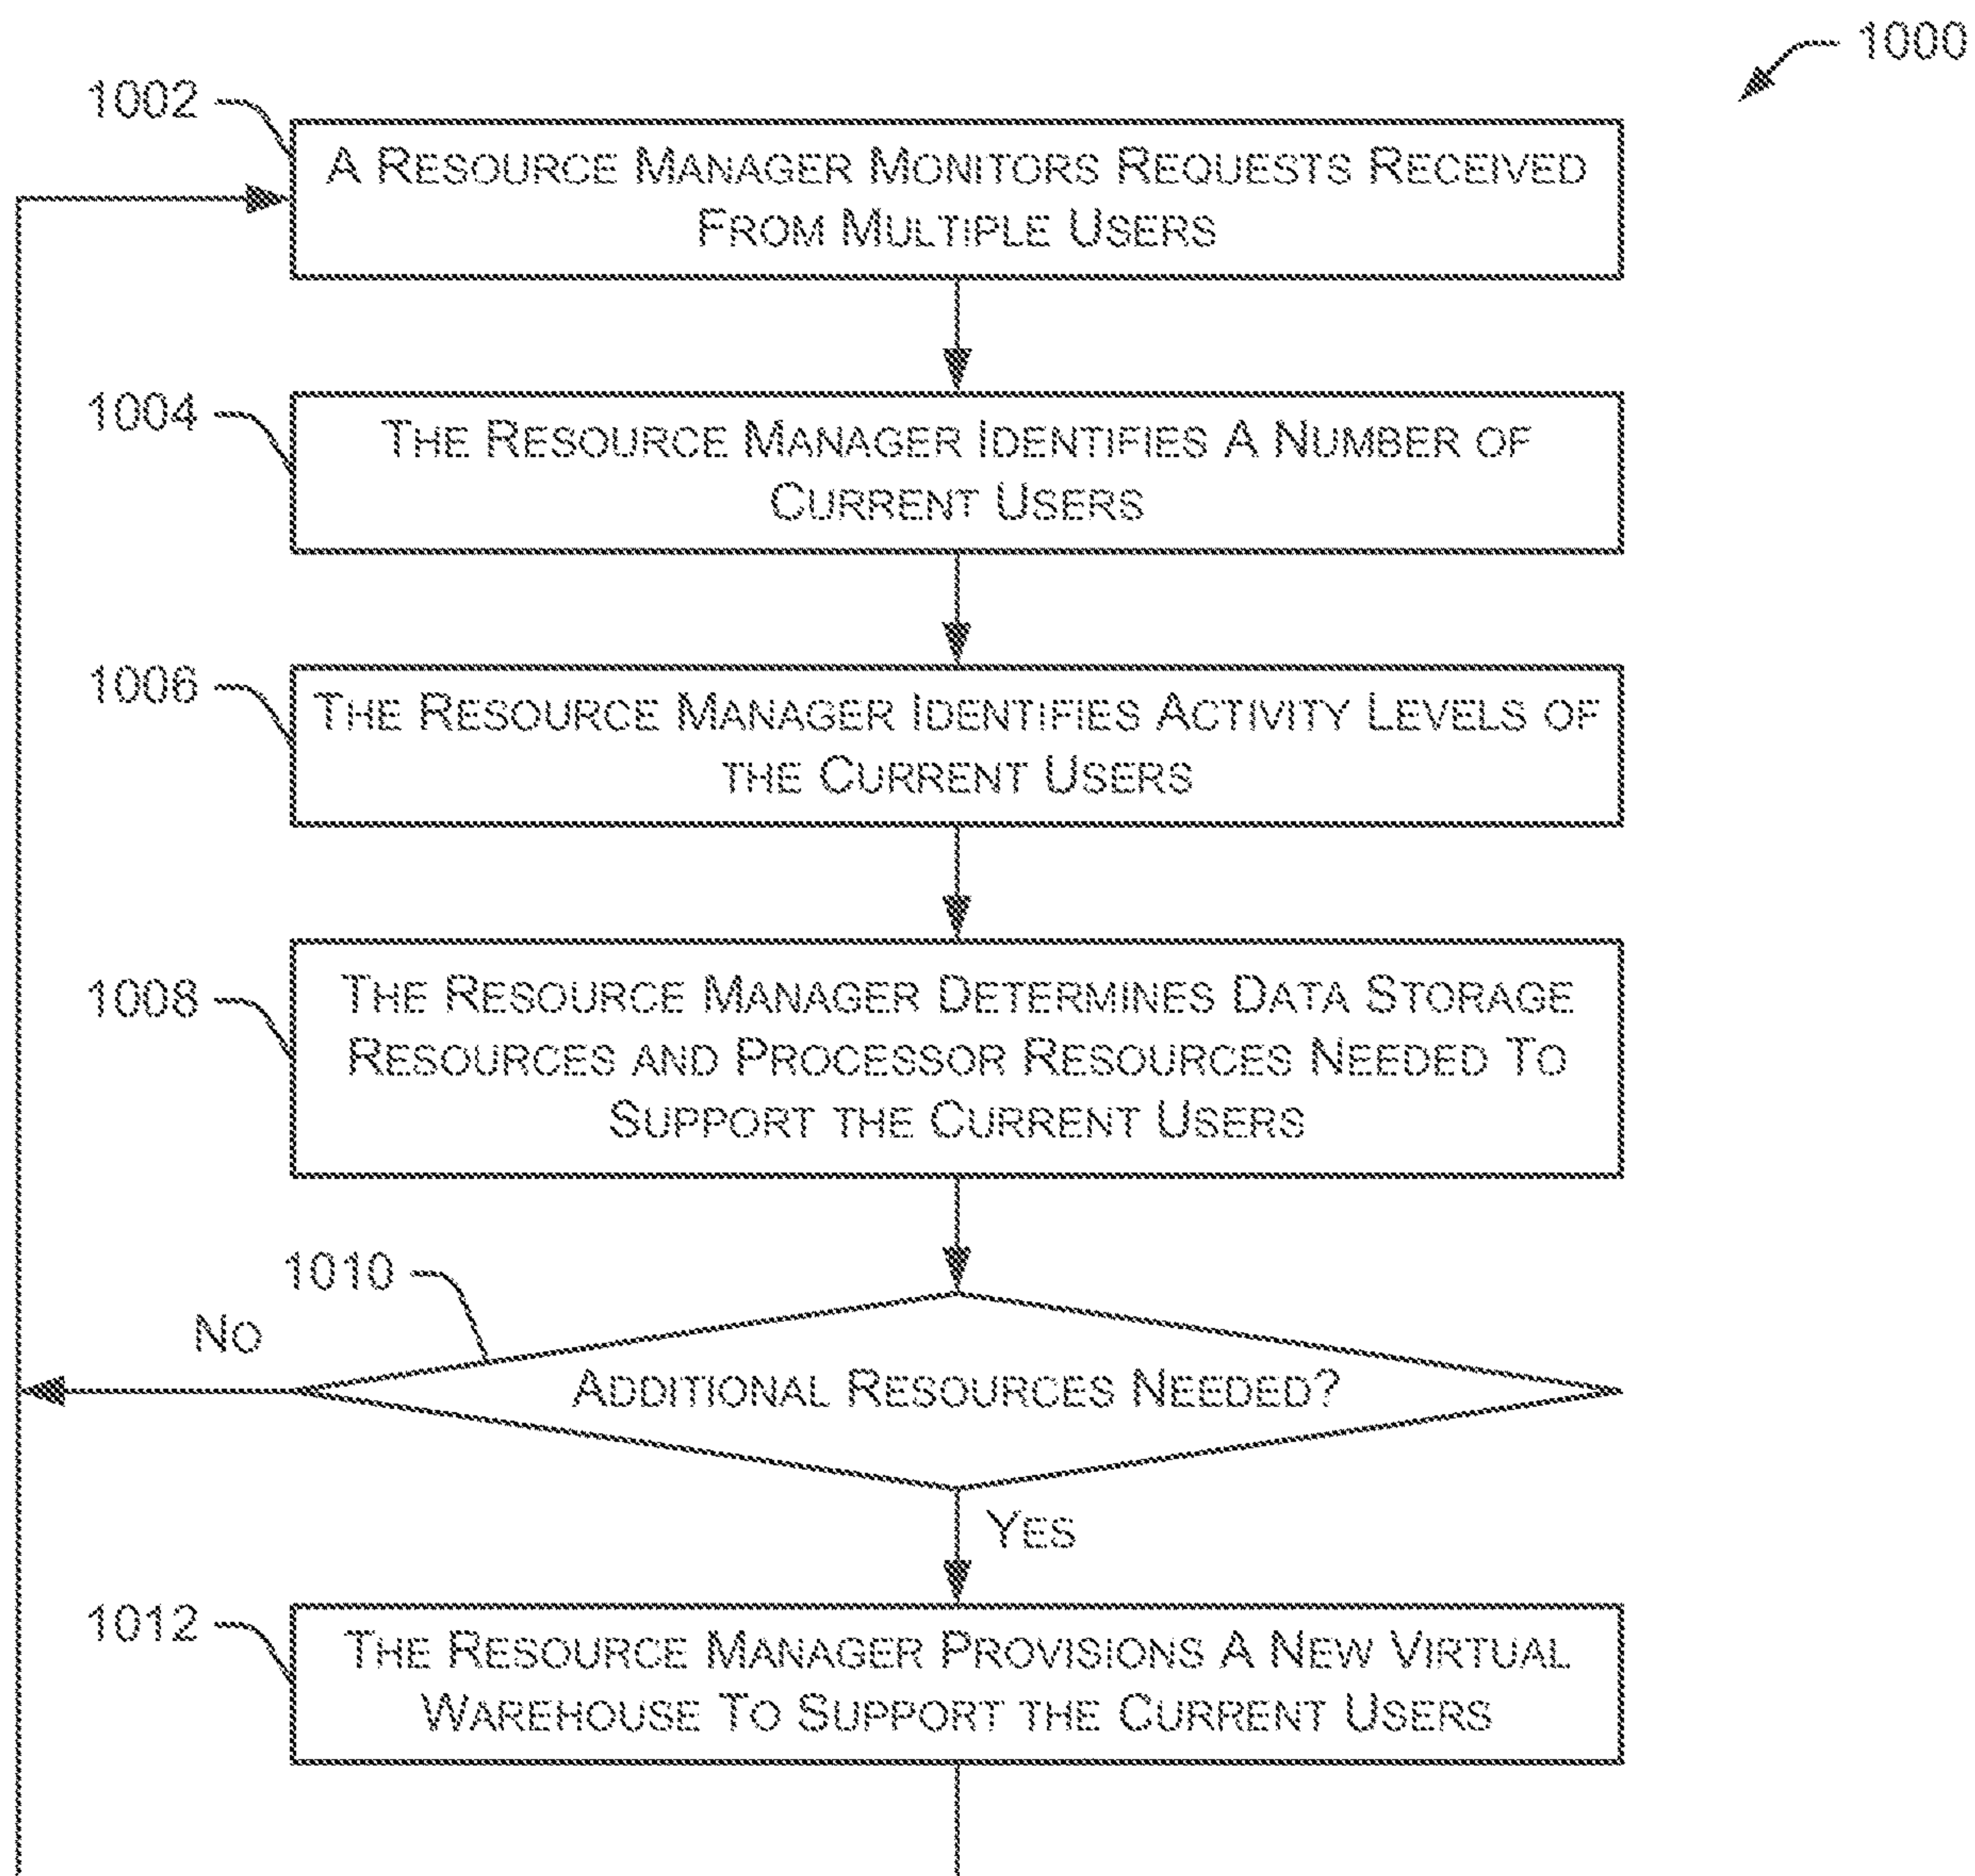 1000
1002
A RESOURCE MANAGER MONITORS REQUESTS RECEIVED
FROM MULTIPLE USERS
1004
THE RESOURCE MANAGER IDENTIFIES A NUMBER OF
CURRENT USERS
1006
THE RESOURCE MANAGER IDENTIFIES ACTIVITY LEVELS OF
THE CURRENT USERS
1008
THE RESOURCE MANAGER DETERMINES DATA STORAGE
RESOURCES AND PROCESSOR RESOURCES NEEDED TO
SUPPORT THE CURRENT USERS
1010
NO
ADDITIONAL RESOURCES NEEDED?
YES
1012
THE RESOURCE MANAGER PROVISIONS A NEW VIRTUAL
WAREHOUSE TO SUPPORT THE CURRENT USERS